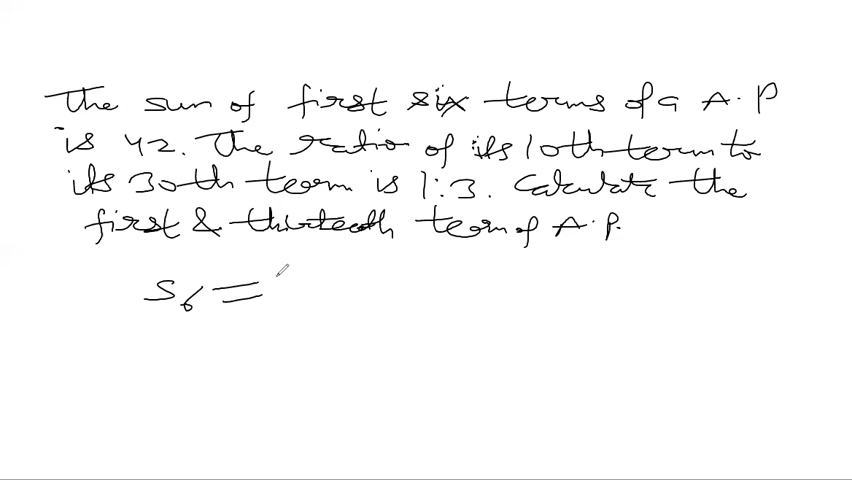 The sum of first six terms of a A.P
is 42. The ratio of its 10th term to
its 30th term is 1:3. Calculate the
first & thirteeth term of A.P.
S₆ =